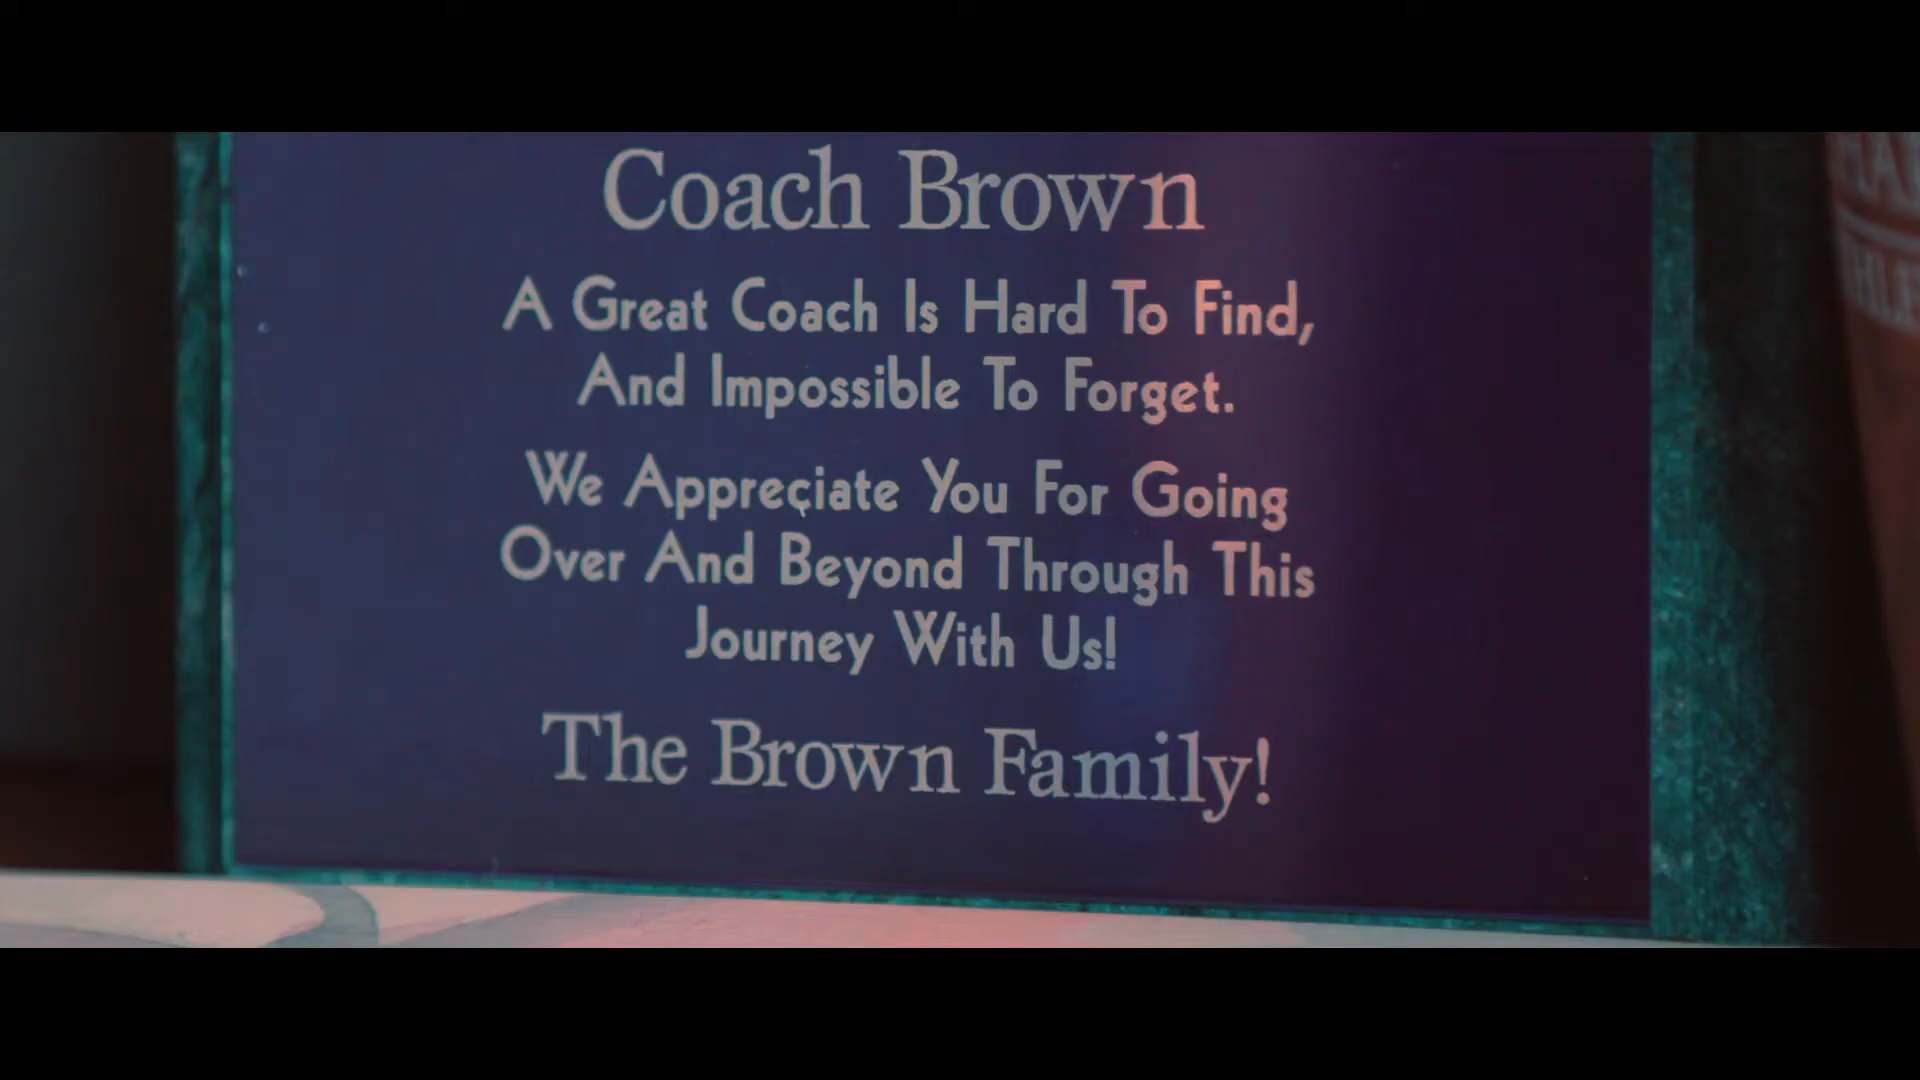 Coach Brown
A Great Coach Is Hard To Find,
And Impossible To Forget.
We Appreciate You For Going
Over And Beyond Through This
Journey With Us!
The Brown Family!